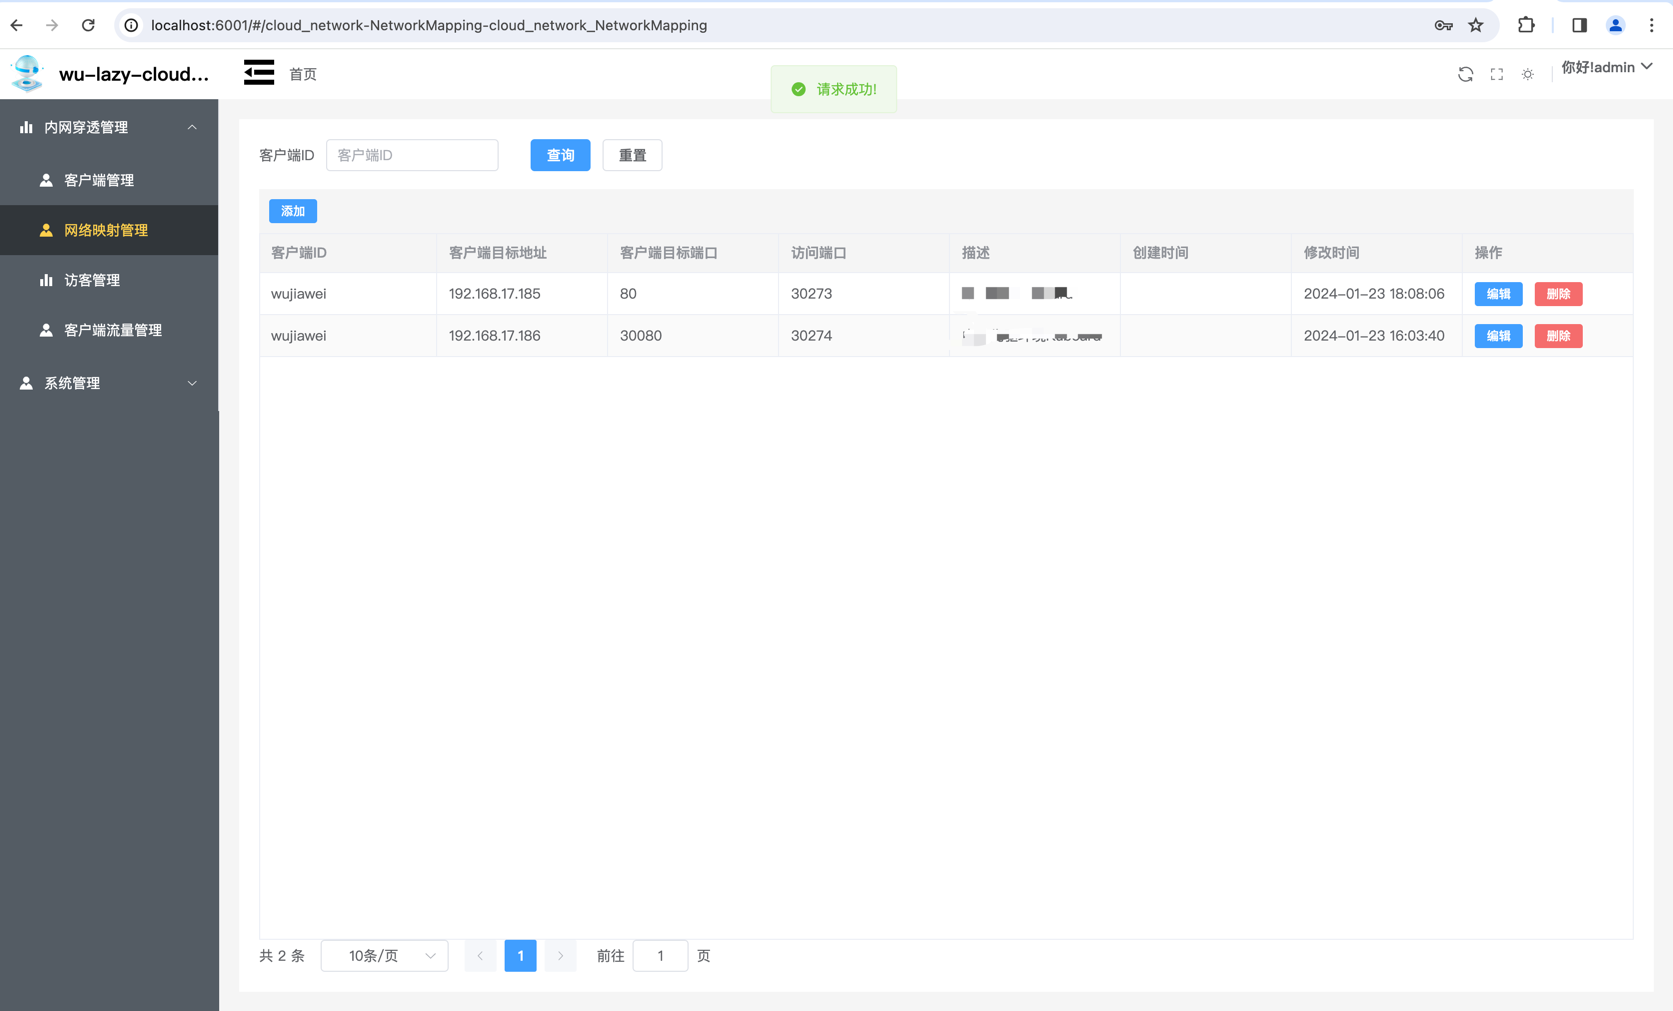 localhost:6001/#/cloud_network-NetworkMapping-cloud_network_NetworkMapping
wu-lazy-cloud...
首页
请求成功!
你好!admin
内网穿透管理
客户端管理
网络映射管理
访客管理
客户端流量管理
系统管理
客户端ID 客户端ID 查询 重置
添加
客户端ID 客户端目标地址 客户端目标端口 访问端口 描述 创建时间 修改时间 操作
wujiawei 192.168.17.185 80 30273 2024-01-23 18:08:06 编辑 删除
wujiawei 192.168.17.186 30080 30274 2024-01-23 16:03:40 编辑 删除
共 2 条 10条/页 1 前往 1 页